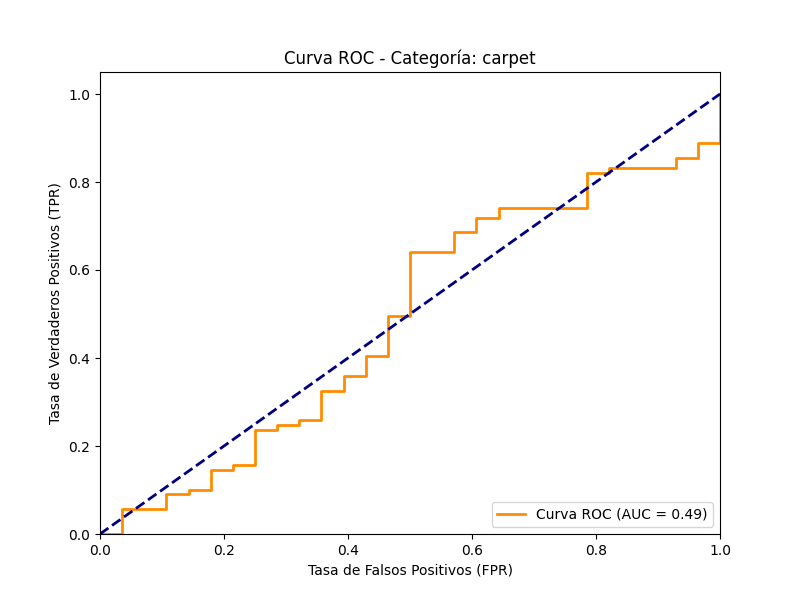 Curva ROC - Categoría: carpet
Tasa de Verdaderos Positivos (TPR)
1.0
0.8
0.6
0.4
0.2
0.0
0.0 0.2 0.4 0.6 0.8 1.0
Tasa de Falsos Positivos (FPR)
Curva ROC (AUC = 0.49)